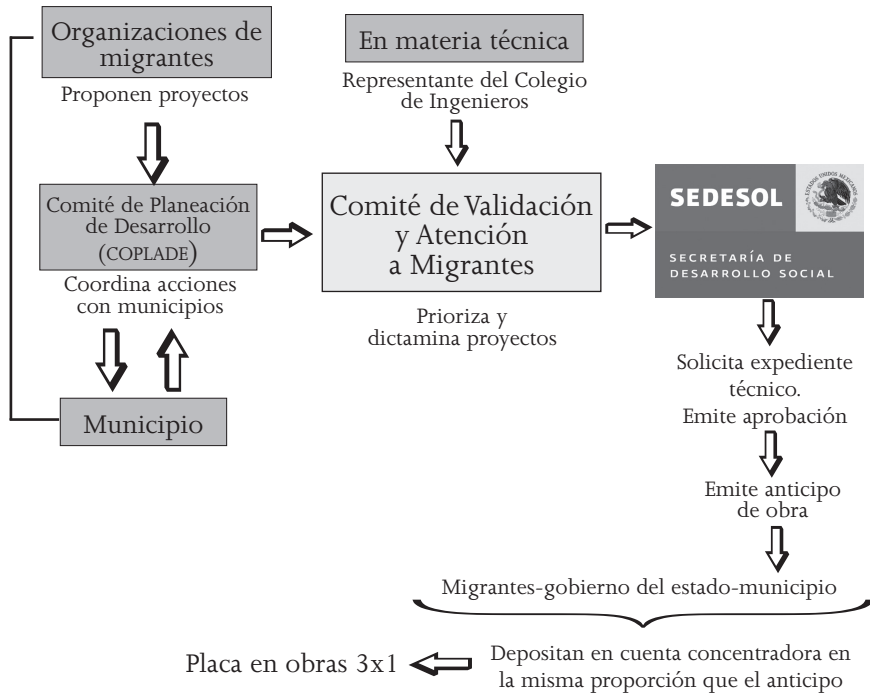 Organizaciones de
migrantes
Proponen proyectos
En materia técnica
Representante del Colegio
de Ingenieros
Comité de Planeación
de Desarrollo
(COPLADE)
Coordina acciones
con municipios
Municipio
Comité de Validación
y Atención
a Migrantes
Prioriza y
dictamina proyectos
SEDESOL
ESTADOS UNIDOS MEXICANOS
SECRETARÍA DE
DESARROLLO SOCIAL
Solicita expediente
técnico.
Emite aprobación
Emite anticipo
de obra
Migrantes-gobierno del estado-municipio
Depositan en cuenta concentradora en
la misma proporción que el anticipo
Placa en obras 3x1